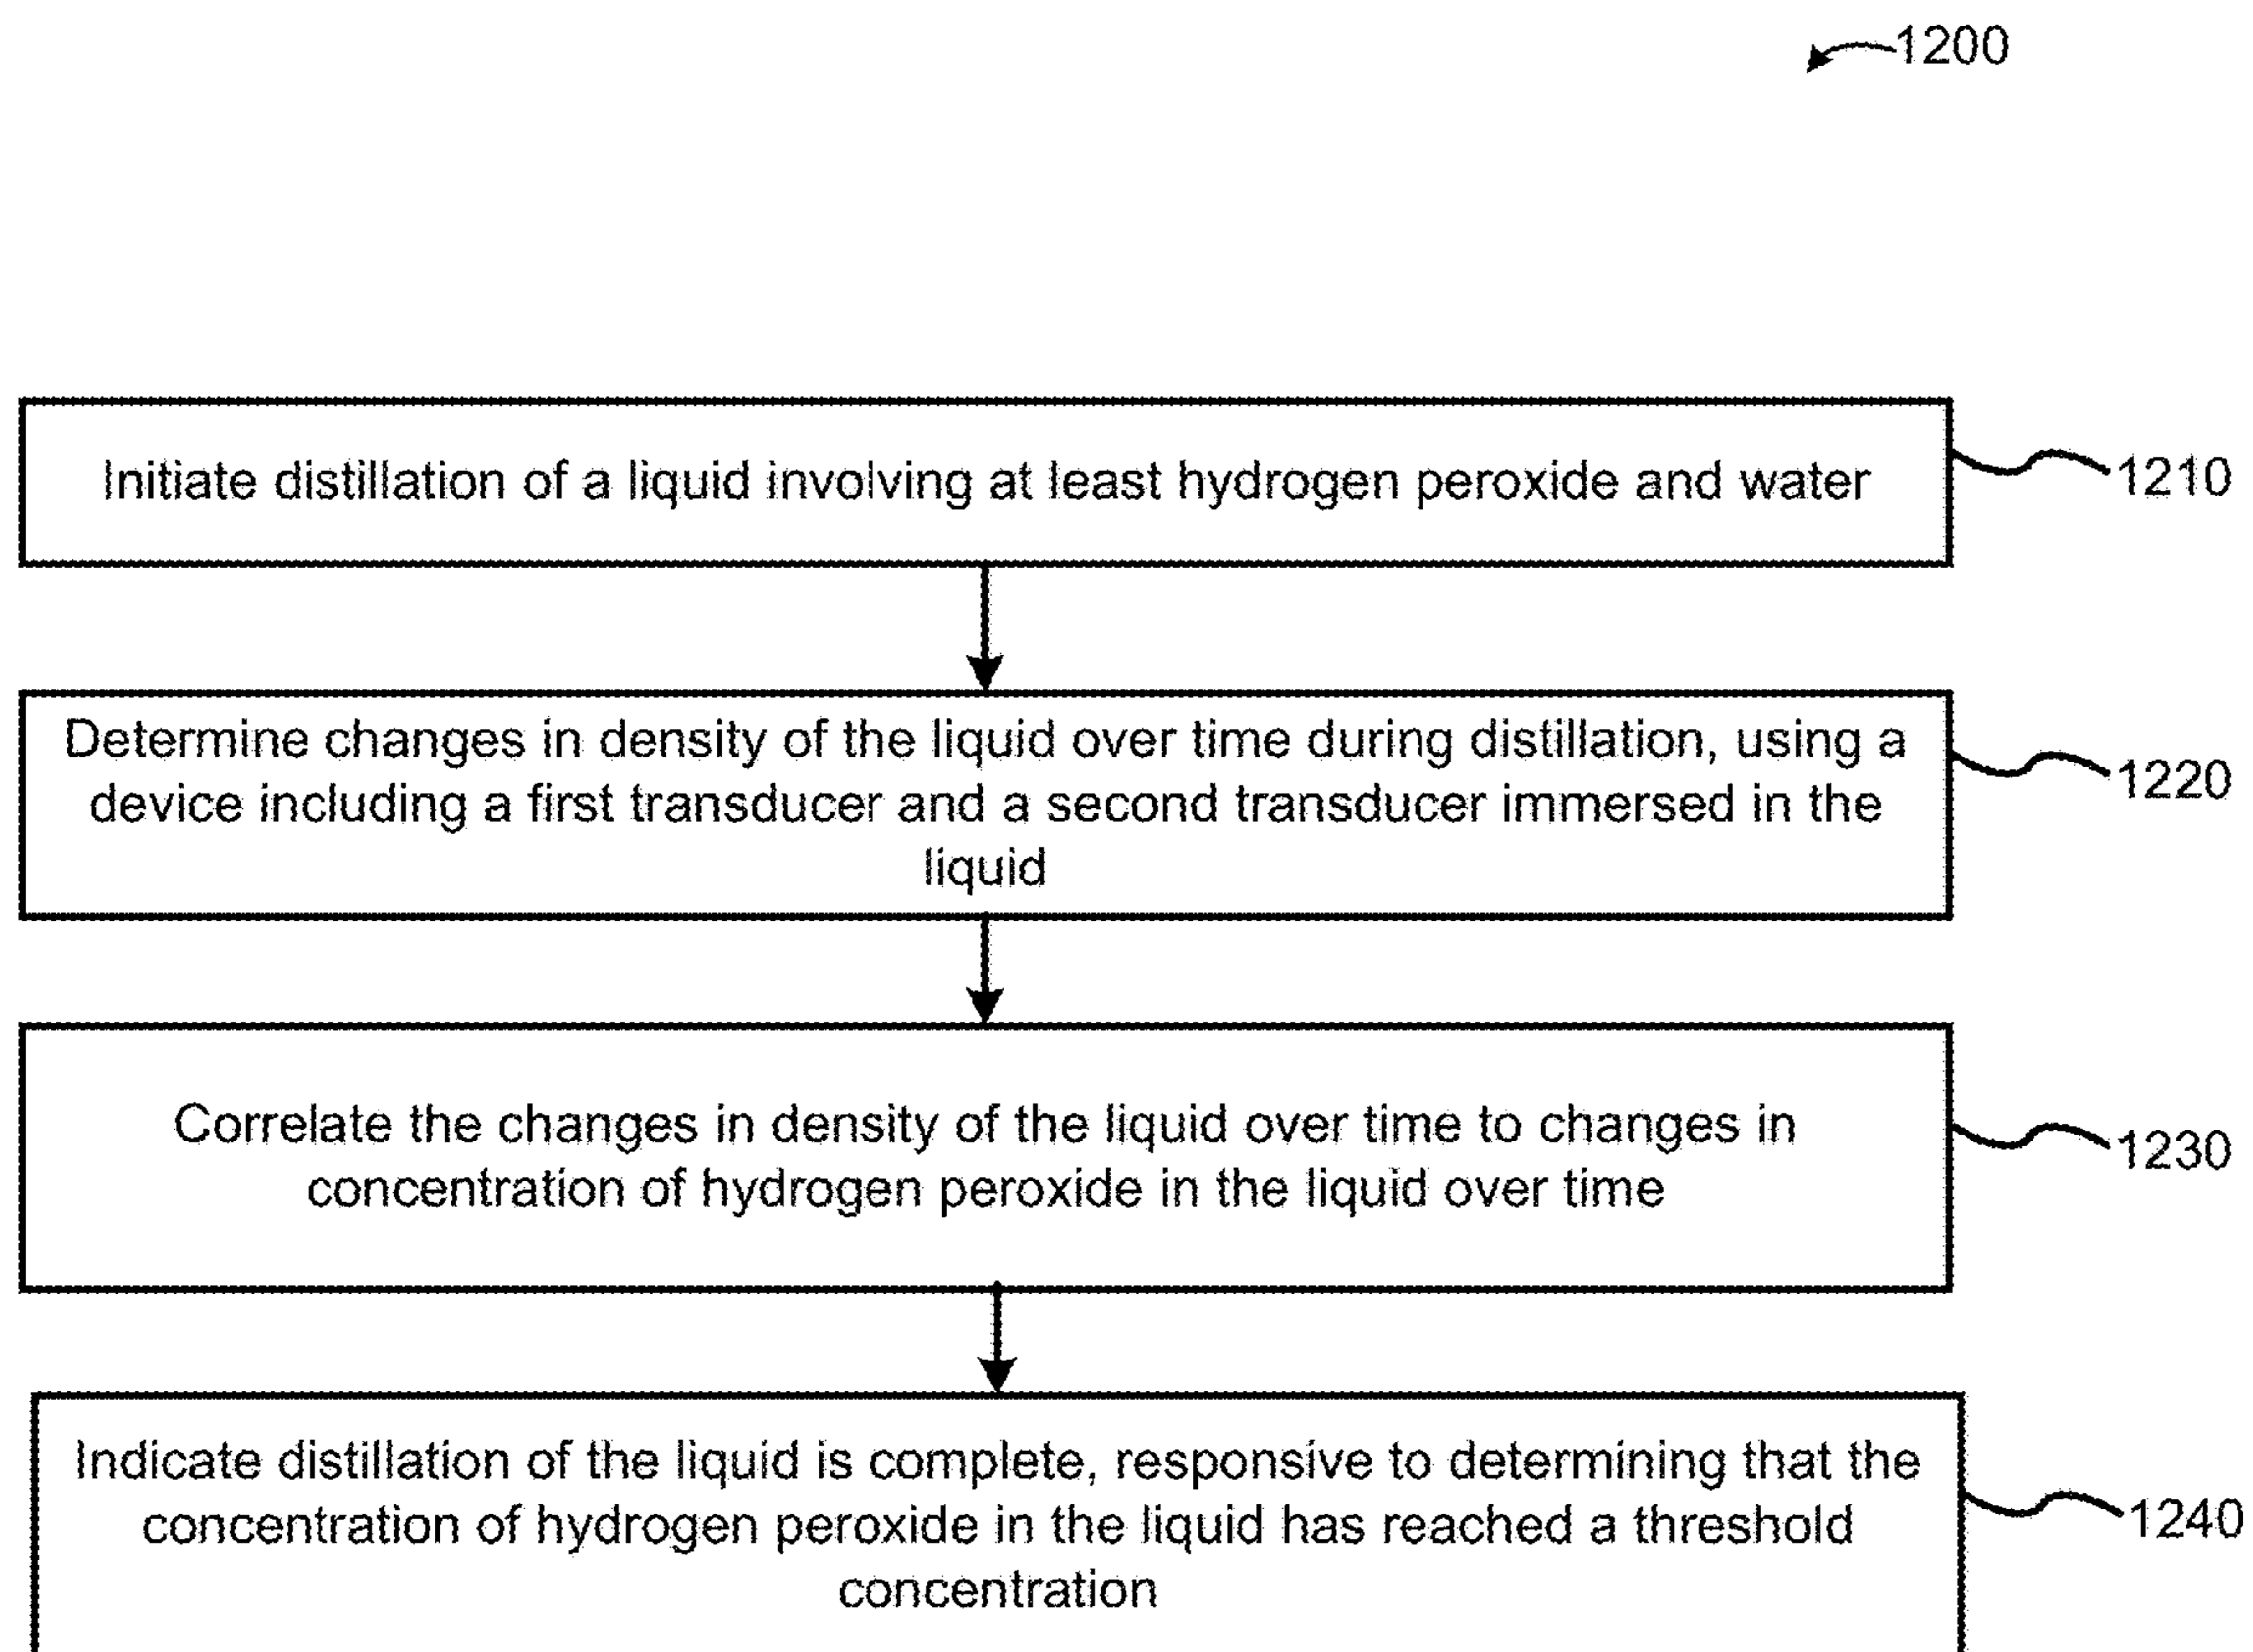 1200
Initiate distillation of a liquid involving at least hydrogen peroxide and water
1210
Determine changes in density of the liquid over time during distillation, using a
device including a first transducer and a second transducer immersed in the
liquid
1220
Correlate the changes in density of the liquid over time to changes in
concentration of hydrogen peroxide in the liquid over time
1230
Indicate distillation of the liquid is complete, responsive to determining that the
concentration of hydrogen peroxide in the liquid has reached a threshold
concentration
1240